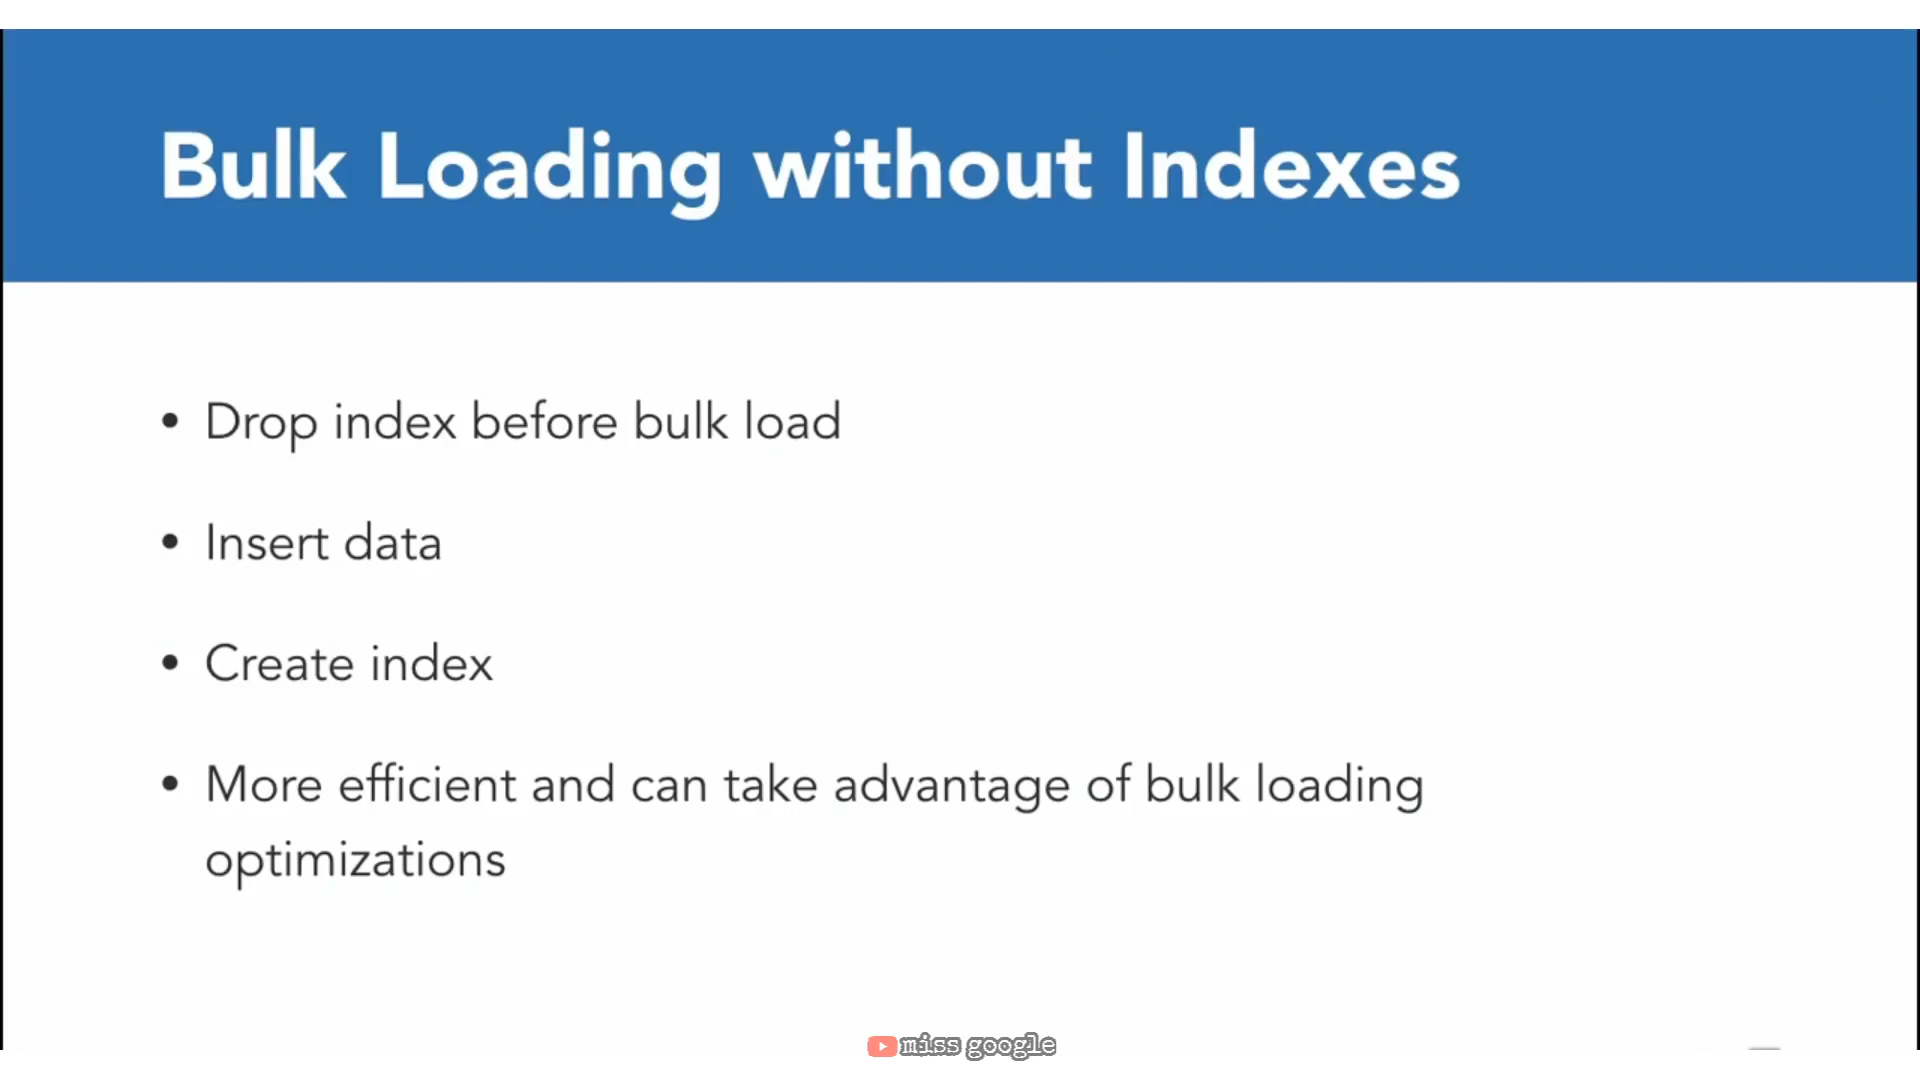 Bulk Loading without Indexes
• Drop index before bulk load
• Insert data
• Create index
• More efficient and can take advantage of bulk loading
optimizations
miss google